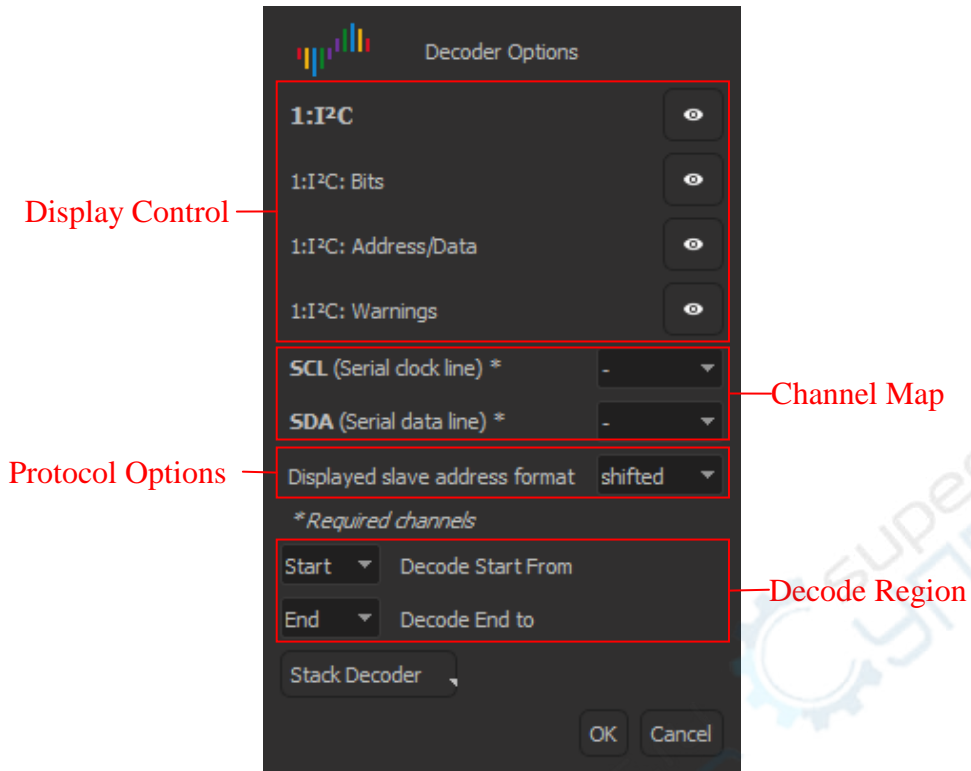 Decoder Options
1:I²C
1:I²C: Bits
Display Control
1:I²C: Address/Data
1:I²C: Warnings
SCL (Serial clock line) * -
Channel Map
SDA (Serial data line) * -
Protocol Options
Displayed slave address format shifted
*Required channels
Start Decode Start From
Decode Region
End Decode End to
Stack Decoder
OK Cancel